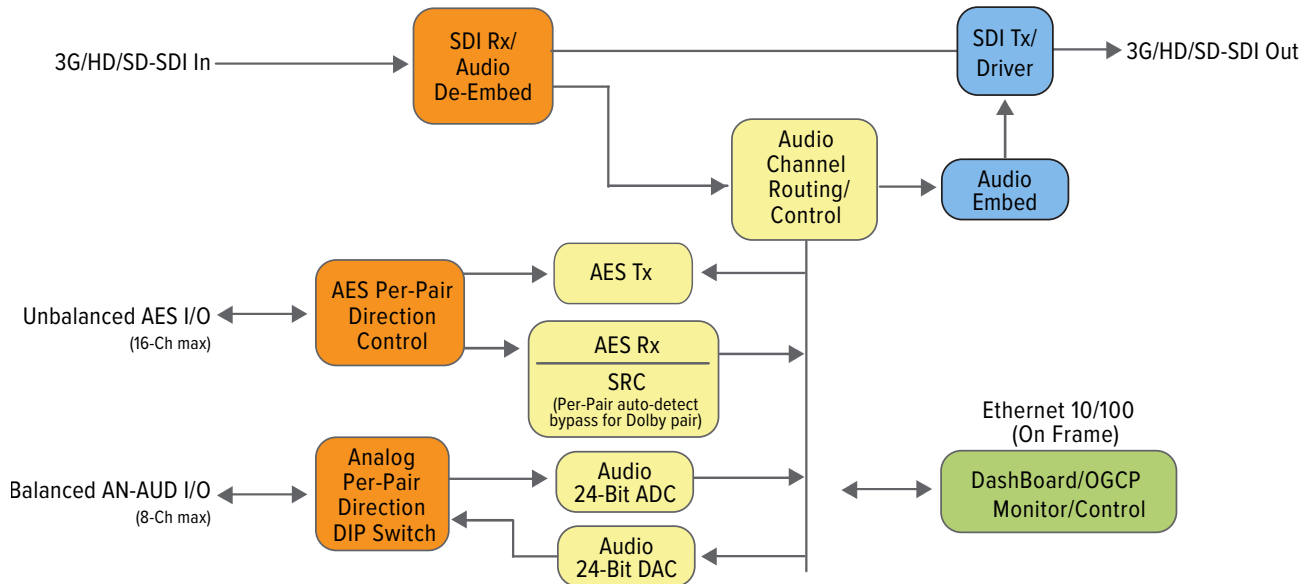 3G/HD/SD-SDI In
SDI Rx/
Audio
De-Embed
SDI Tx/
Driver
3G/HD/SD-SDI Out
Audio
Channel
Routing/
Control
Audio
Embed
Unbalanced AES I/O
(16-Ch max)
AES Per-Pair
Direction
Control
AES Tx
AES Rx
SRC
(Per-Pair auto-detect
bypass for Dolby pair)
Balanced AN-AUD I/O
(8-Ch max)
Analog
Per-Pair
Direction
DIP Switch
Audio
24-Bit ADC
Audio
24-Bit DAC
Ethernet 10/100
(On Frame)
DashBoard/OGCP
Monitor/Control